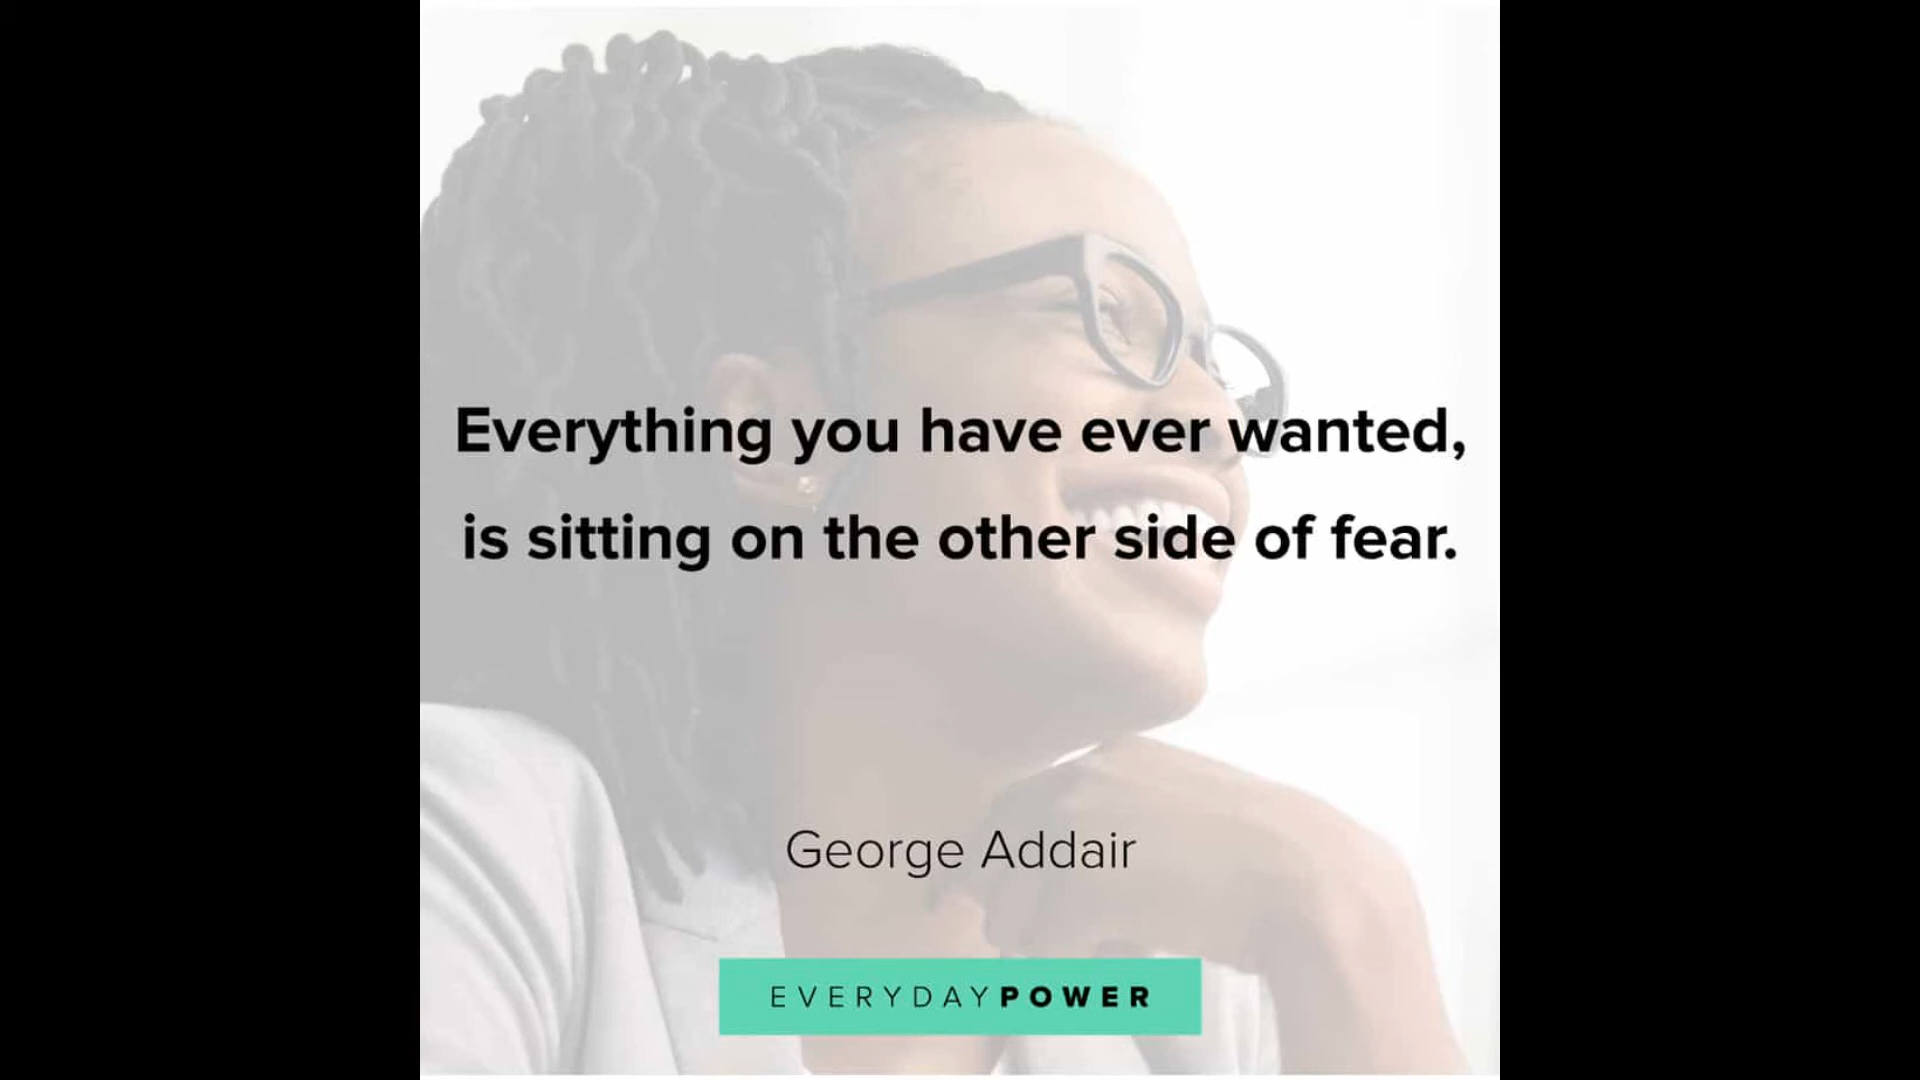 Everything you have ever wanted,
is sitting on the other side of fear.
George Addair
EVERYDAYPOWER